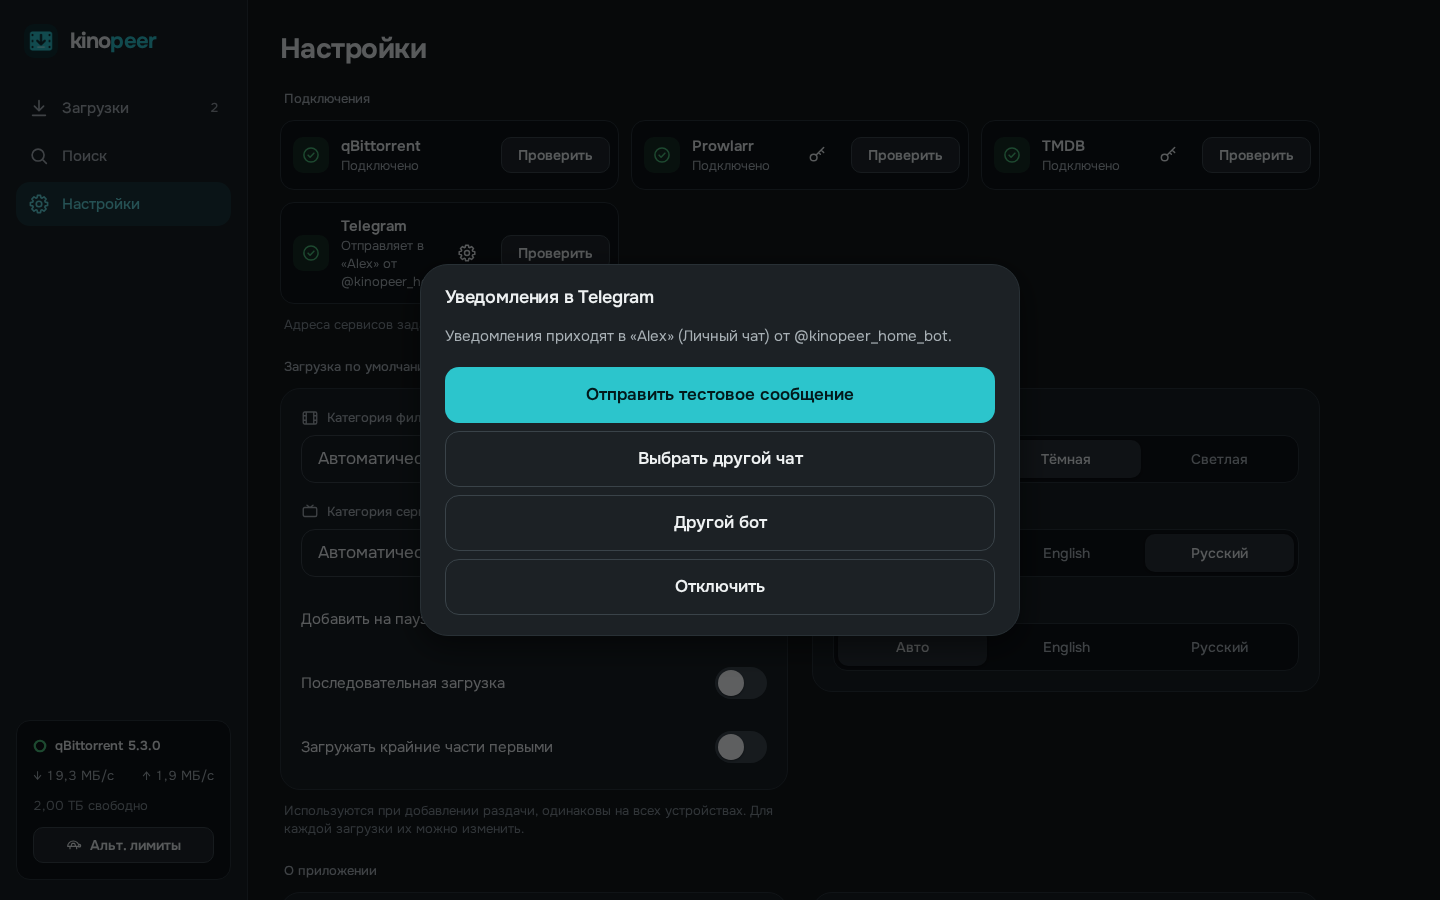 kinopeer
Загрузки 2
Поиск
Настройки
qBittorrent 5.3.0
↓ 19,3 МБ/с ↑ 1,9 МБ/с
2,00 ТБ свободно
Альт. лимиты
Настройки
Подключения
qBittorrent
Подключено
Проверить
Prowlarr
Подключено
Проверить
TMDB
Подключено
Проверить
Telegram
Отправляет в
«Alex» от
@kinopeer_h
Проверить
Адреса сервисов зад
Загрузка по умолчан
Категория фил
Автоматичес
Категория сери
Автоматичес
Добавить на пауз
Последовательная загрузка
Загружать крайние части первыми
Используются при добавлении раздачи, одинаковы на всех устройствах. Для
каждой загрузки их можно изменить.
О приложении
Тёмная Светлая
English Русский
Авто English Русский
Уведомления в Telegram
Уведомления приходят в «Alex» (Личный чат) от @kinopeer_home_bot.
Отправить тестовое сообщение
Выбрать другой чат
Другой бот
Отключить